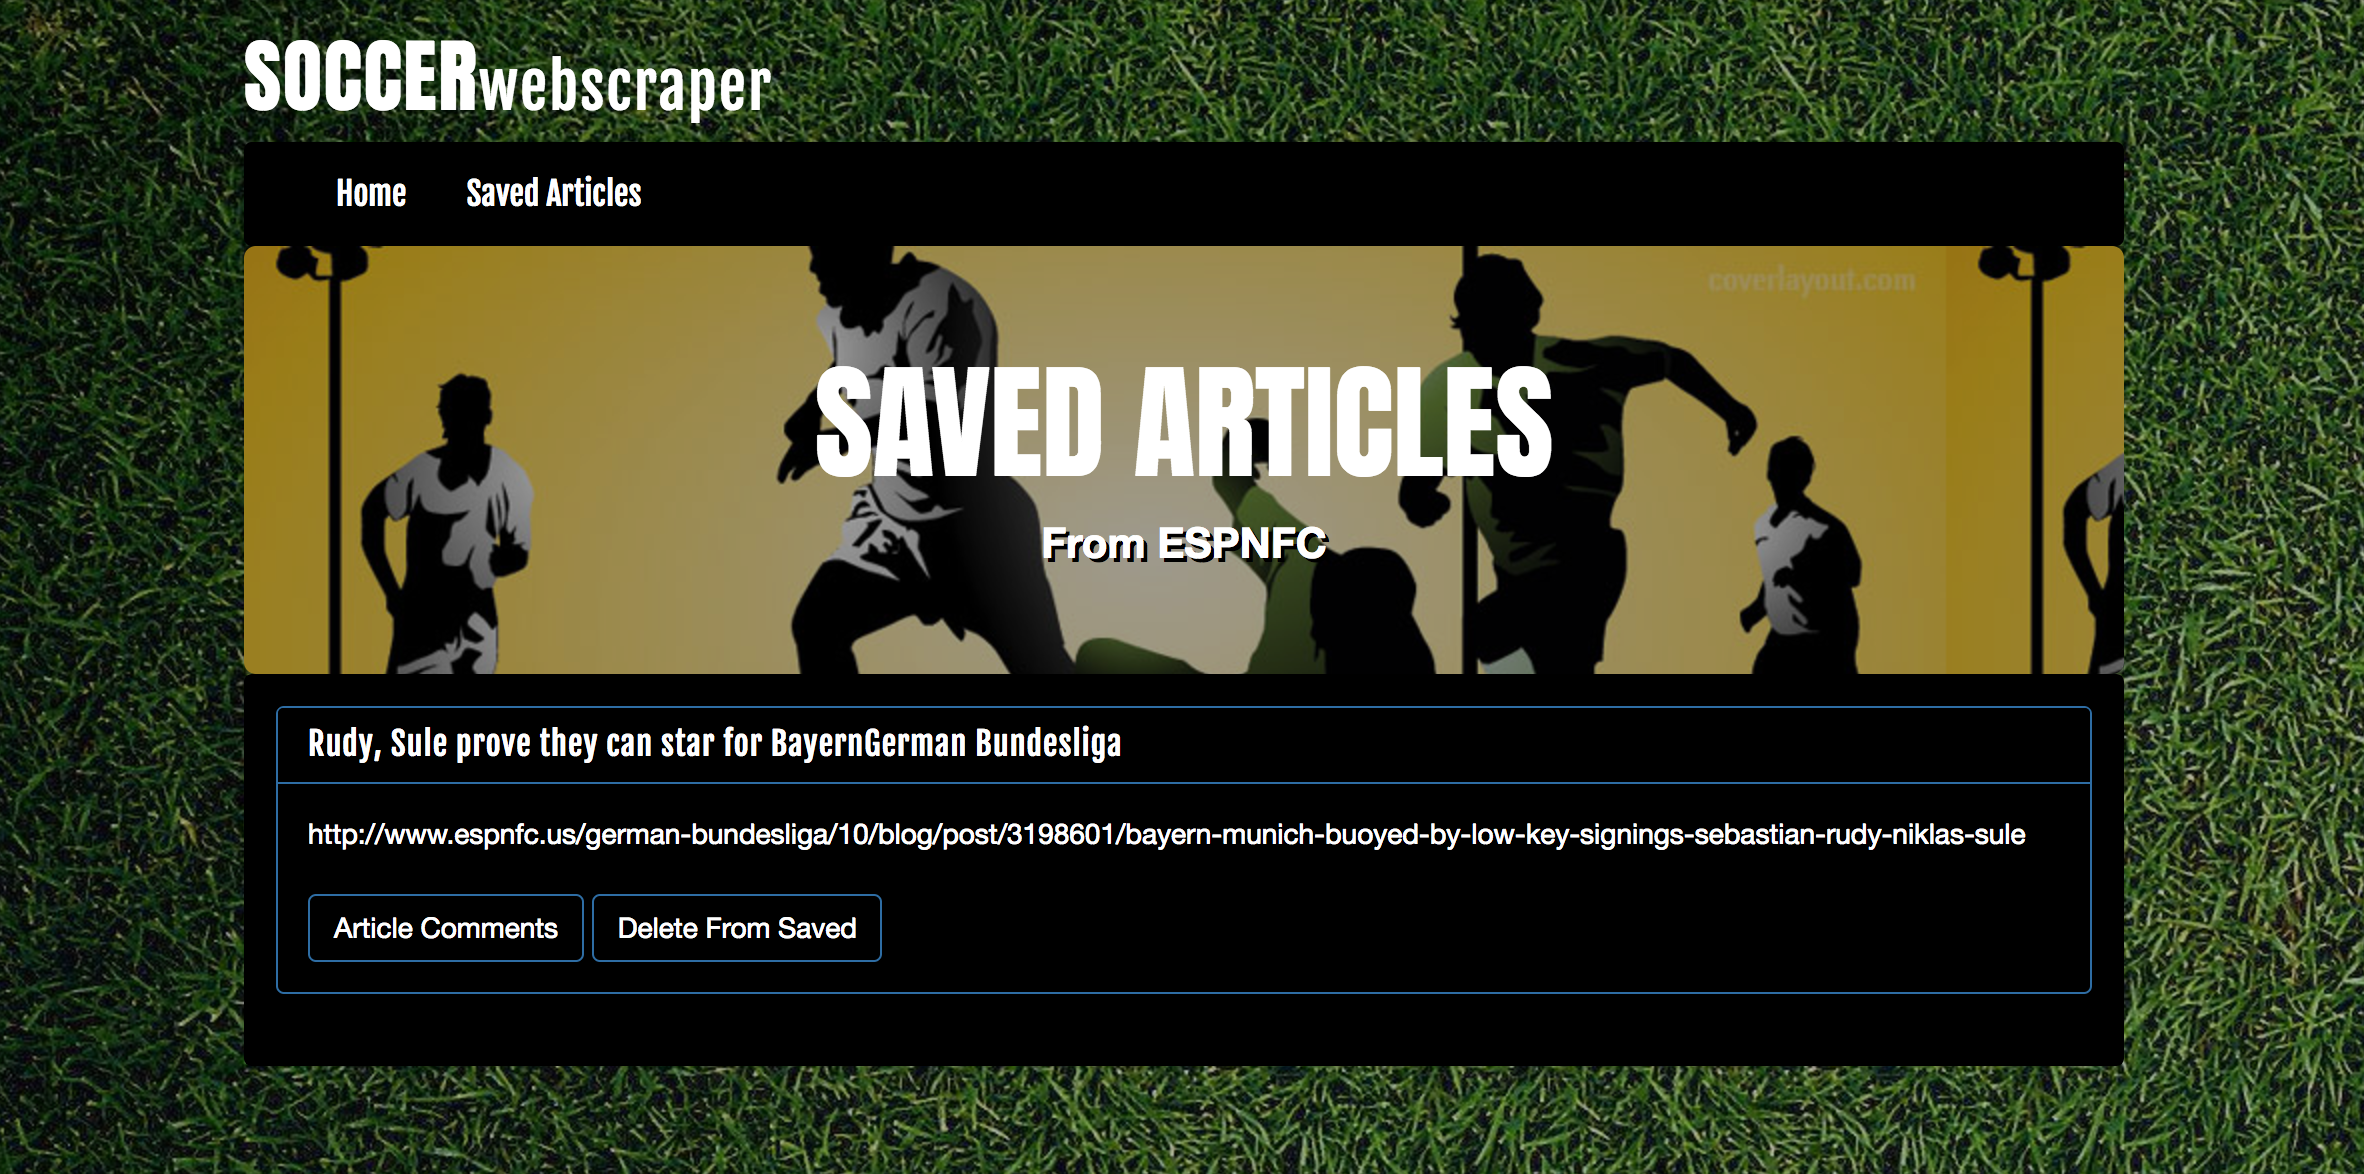 SOCCERwebscraper
Home Saved Articles
coverlayout.com
SAVED ARTICLES
From ESPNFC
Rudy, Sule prove they can star for BayernGerman Bundesliga
http://www.espnfc.us/german-bundesliga/10/blog/post/3198601/bayern-munich-buoyed-by-low-key-signings-sebastian-rudy-niklas-sule
Article Comments Delete From Saved